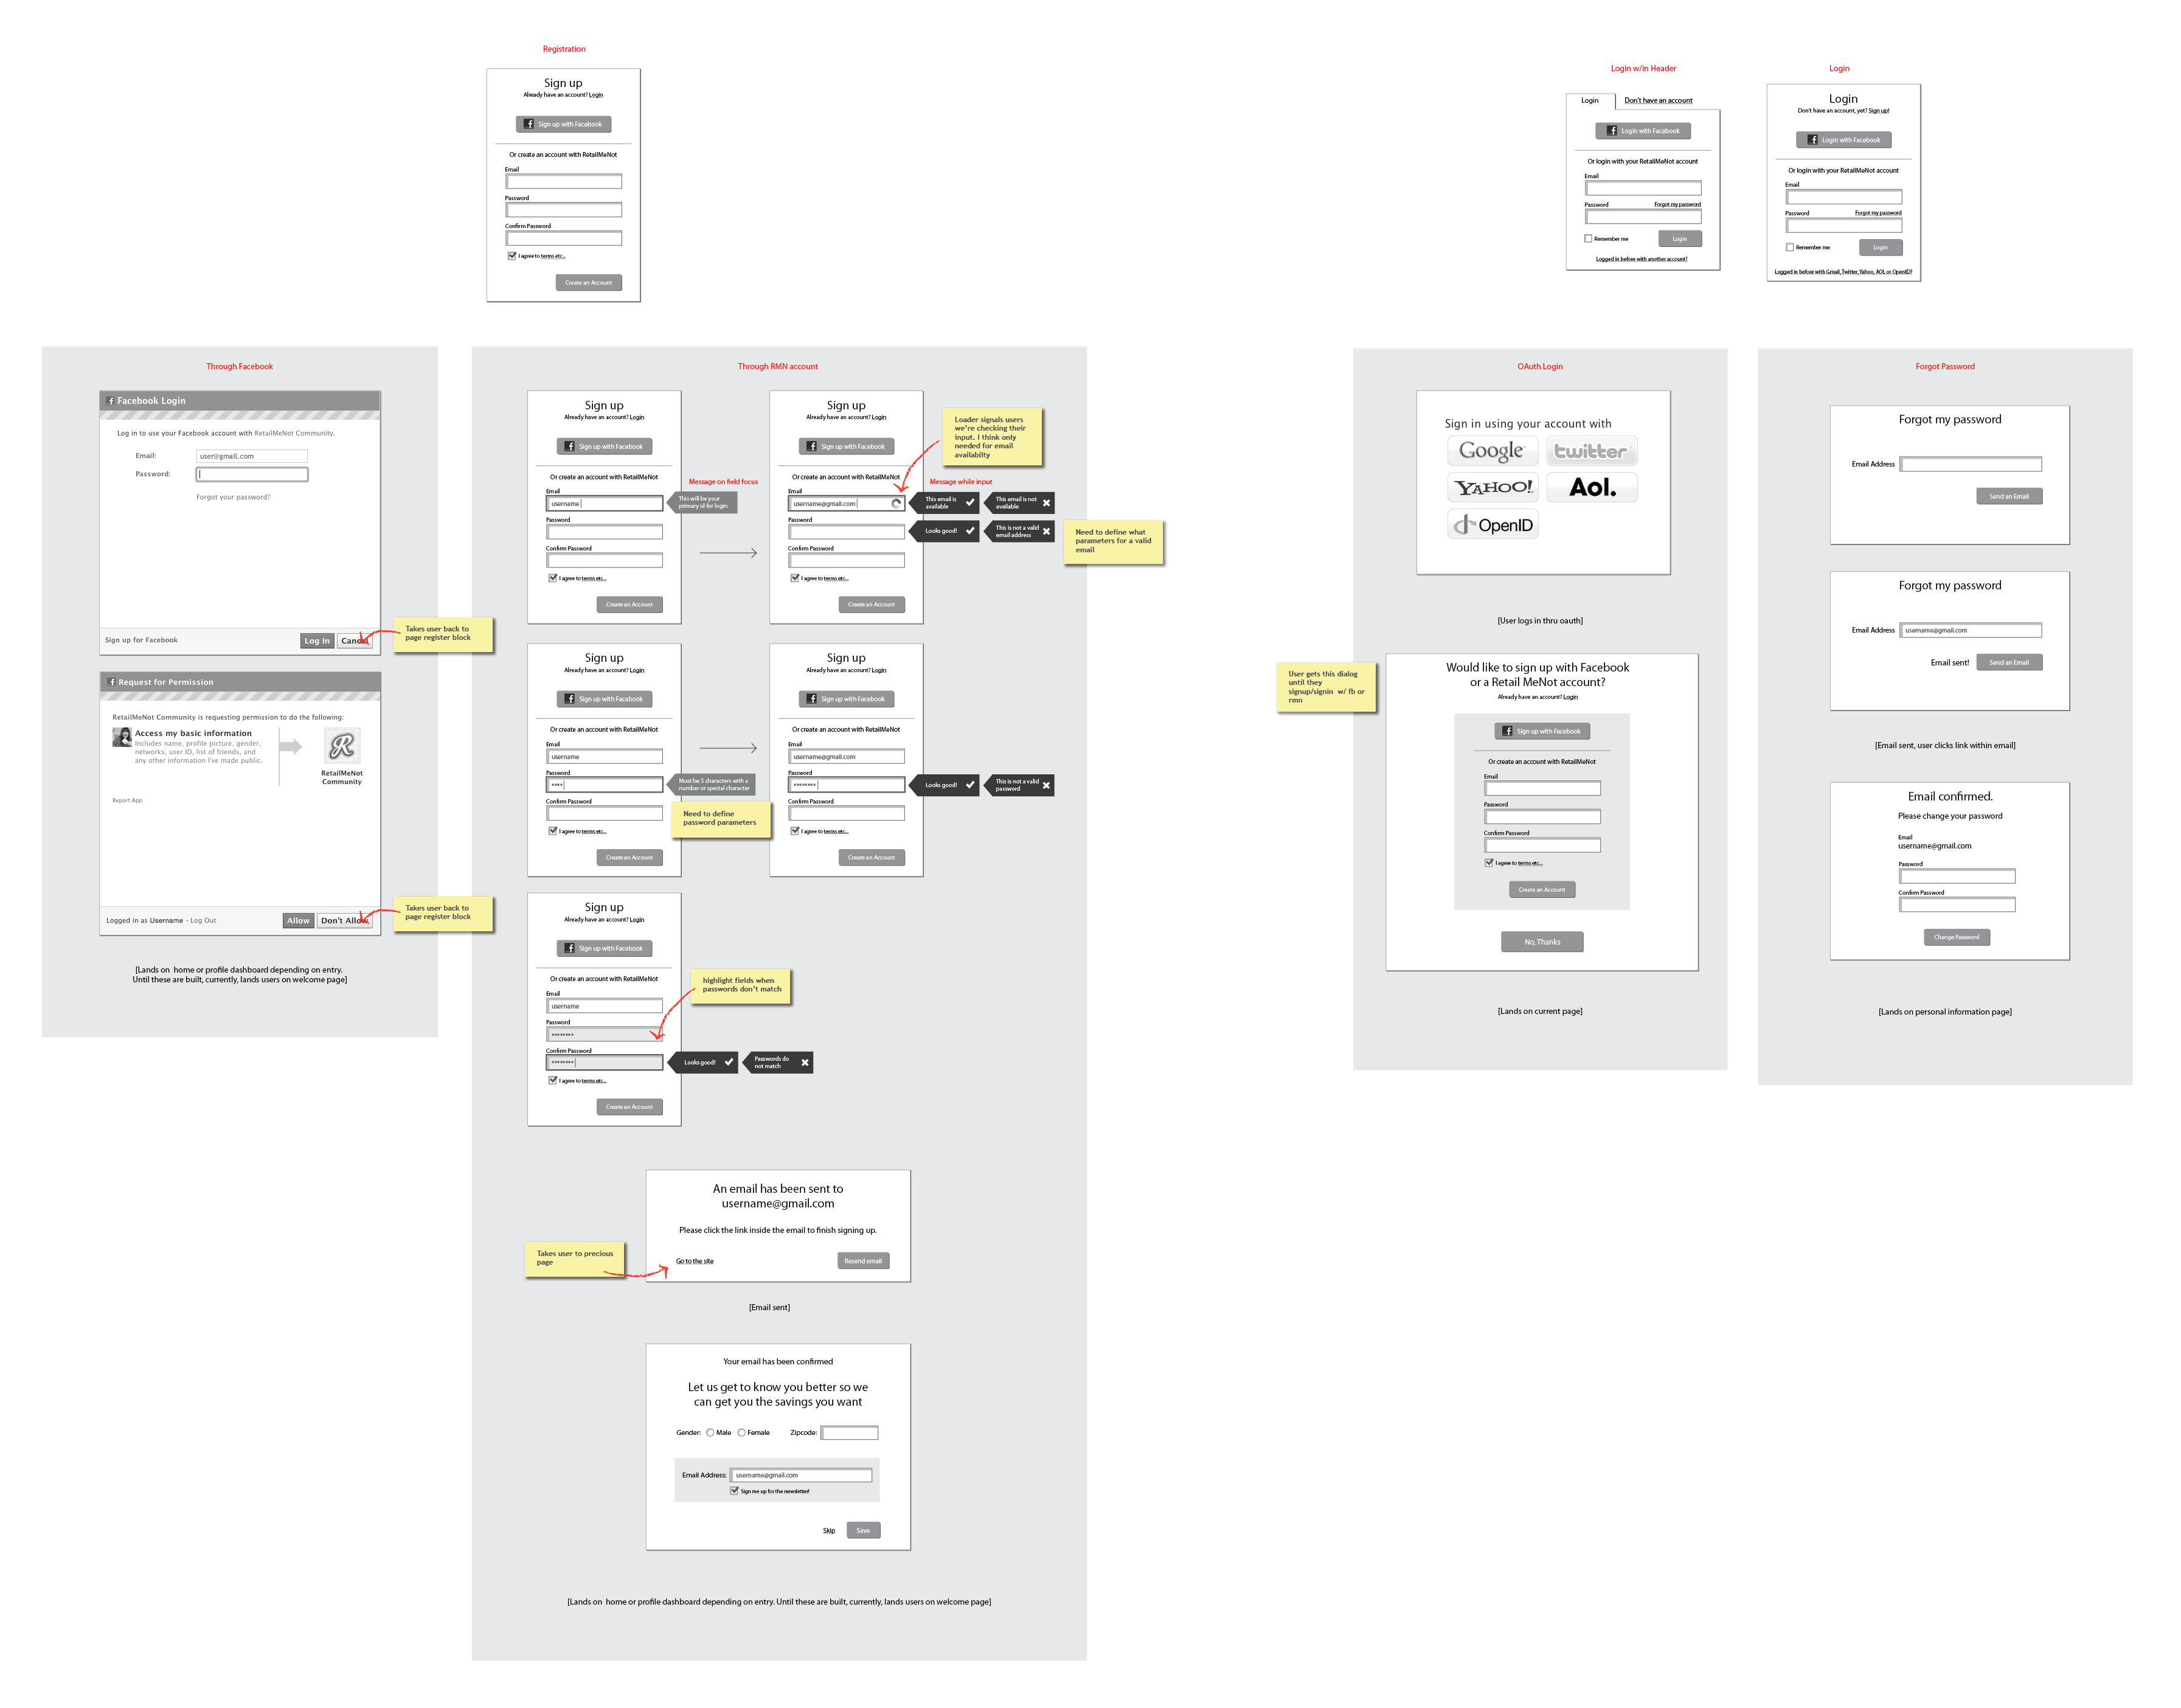 Registration
Sign up
Already have an account? Login
Sign up with Facebook
Or create an account with RetailMeNot
Email
Password
Confirm Password
I agree to terms etc...
Create an Account
Login w/in Header
Login
Don't have an account
Login with Facebook
Or login with your RetailMeNot account
Email
Password
Forgot my password
Remember me
Login
Logged in before with another account?
Login
Login
Don't have an account, yet? Sign up!
Login with Facebook
Or login with your RetailMeNot account
Email
Password
Forgot my password
Remember me
Login
Logged in before with Gmail, Twitter, Yahoo, AOL or OpenID?
Through Facebook
Facebook Login
Log in to use your Facebook account with RetailMeNot Community.
Email:
user@gmail.com
Password:
Forgot your password?
Sign up for Facebook
Log In
Cancel
Takes user back to
page register block
Request for Permission
RetailMeNot Community is requesting permission to do the following:
Access my basic information
Includes name, profile picture, gender,
networks, user ID, list of friends, and
any other information I've made public.
R
RetailMeNot
Community
Report App
Logged in as Username - Log Out
Allow
Don't Allow
Takes user back to
page register block
[Lands on home or profile dashboard depending on entry.
Until these are built, currently, lands users on welcome page]
Through RMN account
Sign up
Already have an account? Login
Sign up with Facebook
Or create an account with RetailMeNot
Message on field focus
Email
username
This will be your
primary id for login
Password
Confirm Password
I agree to terms etc...
Create an Account
Sign up
Already have an account? Login
Sign up with Facebook
Or create an account with RetailMeNot
Loader signals users
we're checking their
input. I think only
needed for email
availabilty
Message while input
Email
username@gmail.com
This email is
available
This email is not
available
Password
Looks good!
This is not a valid
email address
Need to define what
parameters for a valid
email
Confirm Password
I agree to terms etc...
Create an Account
Sign up
Already have an account? Login
Sign up with Facebook
Or create an account with RetailMeNot
Email
username
Password
****
Must be 5 characters with a
number or special character
Need to define
password parameters
Confirm Password
I agree to terms etc...
Create an Account
Sign up
Already have an account? Login
Sign up with Facebook
Or create an account with RetailMeNot
Email
username@gmail.com
Password
********
Looks good!
This is not a valid
password
Confirm Password
I agree to terms etc...
Create an Account
Sign up
Already have an account? Login
Sign up with Facebook
Or create an account with RetailMeNot
highlight fields when
passwords don't match
Email
username
Password
********
Confirm Password
********
Looks good!
Passwords do
not match
I agree to terms etc...
Create an Account
An email has been sent to
username@gmail.com
Please click the link inside the email to finish signing up.
Takes user to precious
page
Go to the site
Resend email
[Email sent]
Your email has been confirmed
Let us get to know you better so we
can get you the savings you want
Gender:
Male
Female
Zipcode:
Email Address:
username@gmail.com
Sign me up for the newsletter!
Skip
Save
[Lands on home or profile dashboard depending on entry. Until these are built, currently, lands users on welcome page]
OAuth Login
Sign in using your account with
Google
twitter
YAHOO!
Aol.
OpenID
[User logs in thru oauth]
User gets this dialog
until they
signup/signin w/ fb or
rmn
Would like to sign up with Facebook
or a Retail MeNot account?
Already have an account? Login
Sign up with Facebook
Or create an account with RetailMeNot
Email
Password
Confirm Password
I agree to terms etc...
Create an Account
No, Thanks
[Lands on current page]
Forgot Password
Forgot my password
Email Address
Send an Email
Forgot my password
Email Address
username@gmail.com
Email sent!
Send an Email
[Email sent, user clicks link within email]
Email confirmed.
Please change your password
Email
username@gmail.com
Password
Confirm Password
Change Password
[Lands on personal information page]